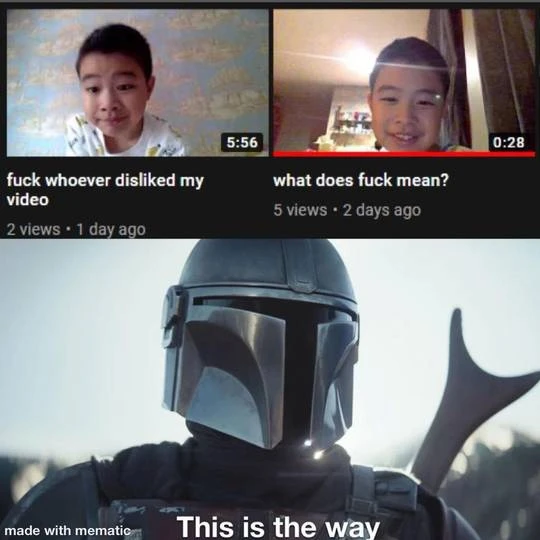 5:56
0:28
fuck whoever disliked my
video
2 views • 1 day ago
what does fuck mean?
5 views • 2 days ago
made with mematic
This is the way